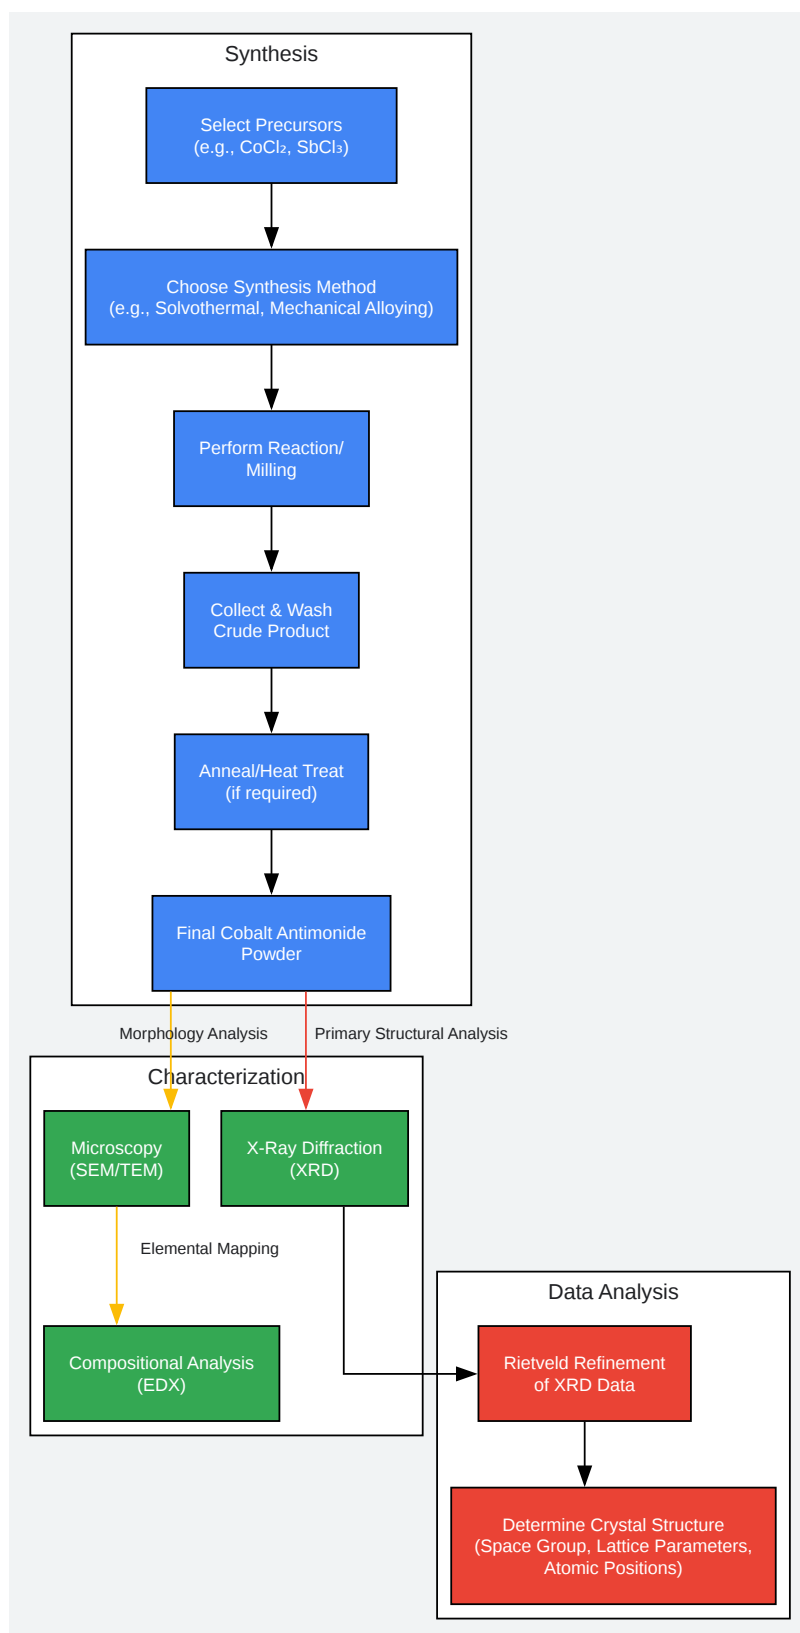 Synthesis
Select Precursors
(e.g., CoCl₂, SbCl₃)
Choose Synthesis Method
(e.g., Solvothermal, Mechanical Alloying)
Perform Reaction/
Milling
Collect & Wash
Crude Product
Anneal/Heat Treat
(if required)
Final Cobalt Antimonide
Powder
Morphology Analysis
Primary Structural Analysis
Characterization
Microscopy
(SEM/TEM)
X-Ray Diffraction
(XRD)
Elemental Mapping
Compositional Analysis
(EDX)
Data Analysis
Rietveld Refinement
of XRD Data
Determine Crystal Structure
(Space Group, Lattice Parameters,
Atomic Positions)